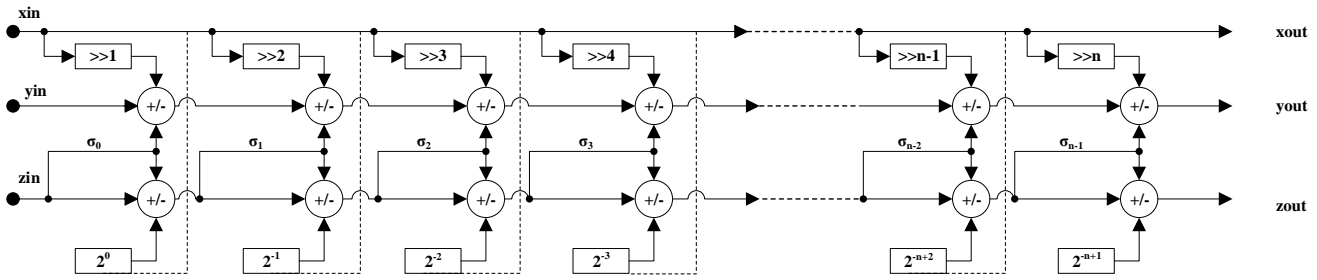 xin xout
>>1 >>2 >>3 >>4 >>n-1 >>n
yin +/- +/- +/- +/- +/- +/- yout
σ0 σ1 σ2 σ3 σn-2 σn-1
zin +/- +/- +/- +/- +/- +/- zout
2^0 2^-1 2^-2 2^-3 2^-n+2 2^-n+1